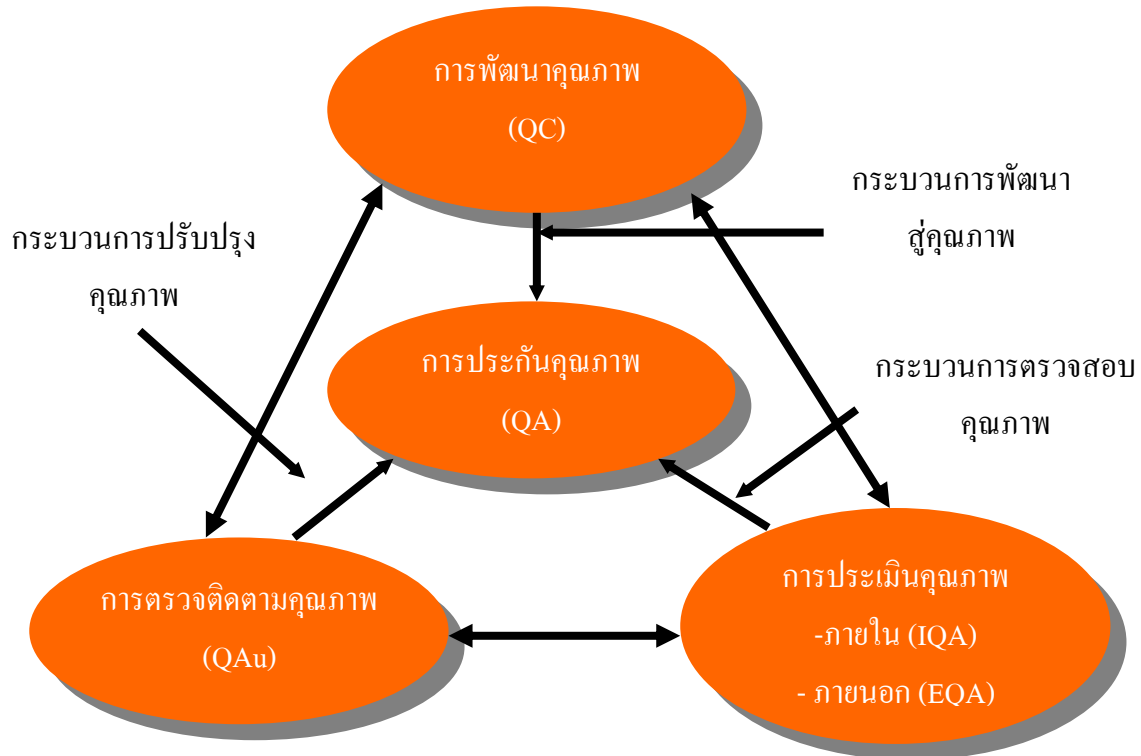 การพัฒนาคุณภาพ
(QC)
กระบวนการพัฒนา
สู่คุณภาพ
กระบวนการปรับปรุง
คุณภาพ
การประกันคุณภาพ
(QA)
กระบวนการตรวจสอบ
คุณภาพ
การตรวจติดตามคุณภาพ
(QAu)
การประเมินคุณภาพ
-ภายใน (IQA)
- ภายนอก (EQA)